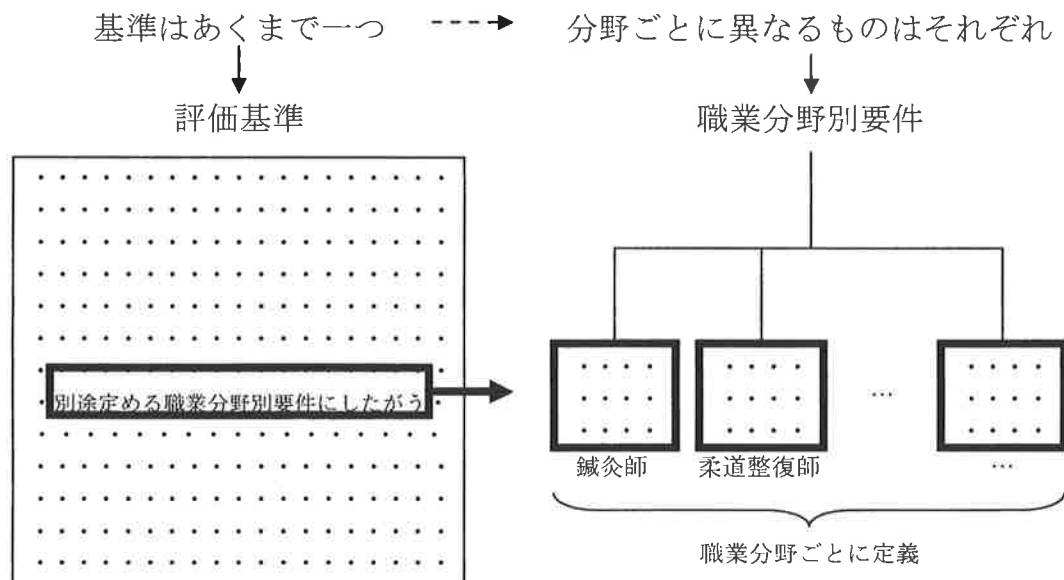 基準はあくまで一つ
分野ごとに異なるものはそれぞれ
評価基準
職業分野別要件
別途定める職業分野別要件にしたがう
…
鍼灸師
柔道整復師
…
職業分野ごとに定義